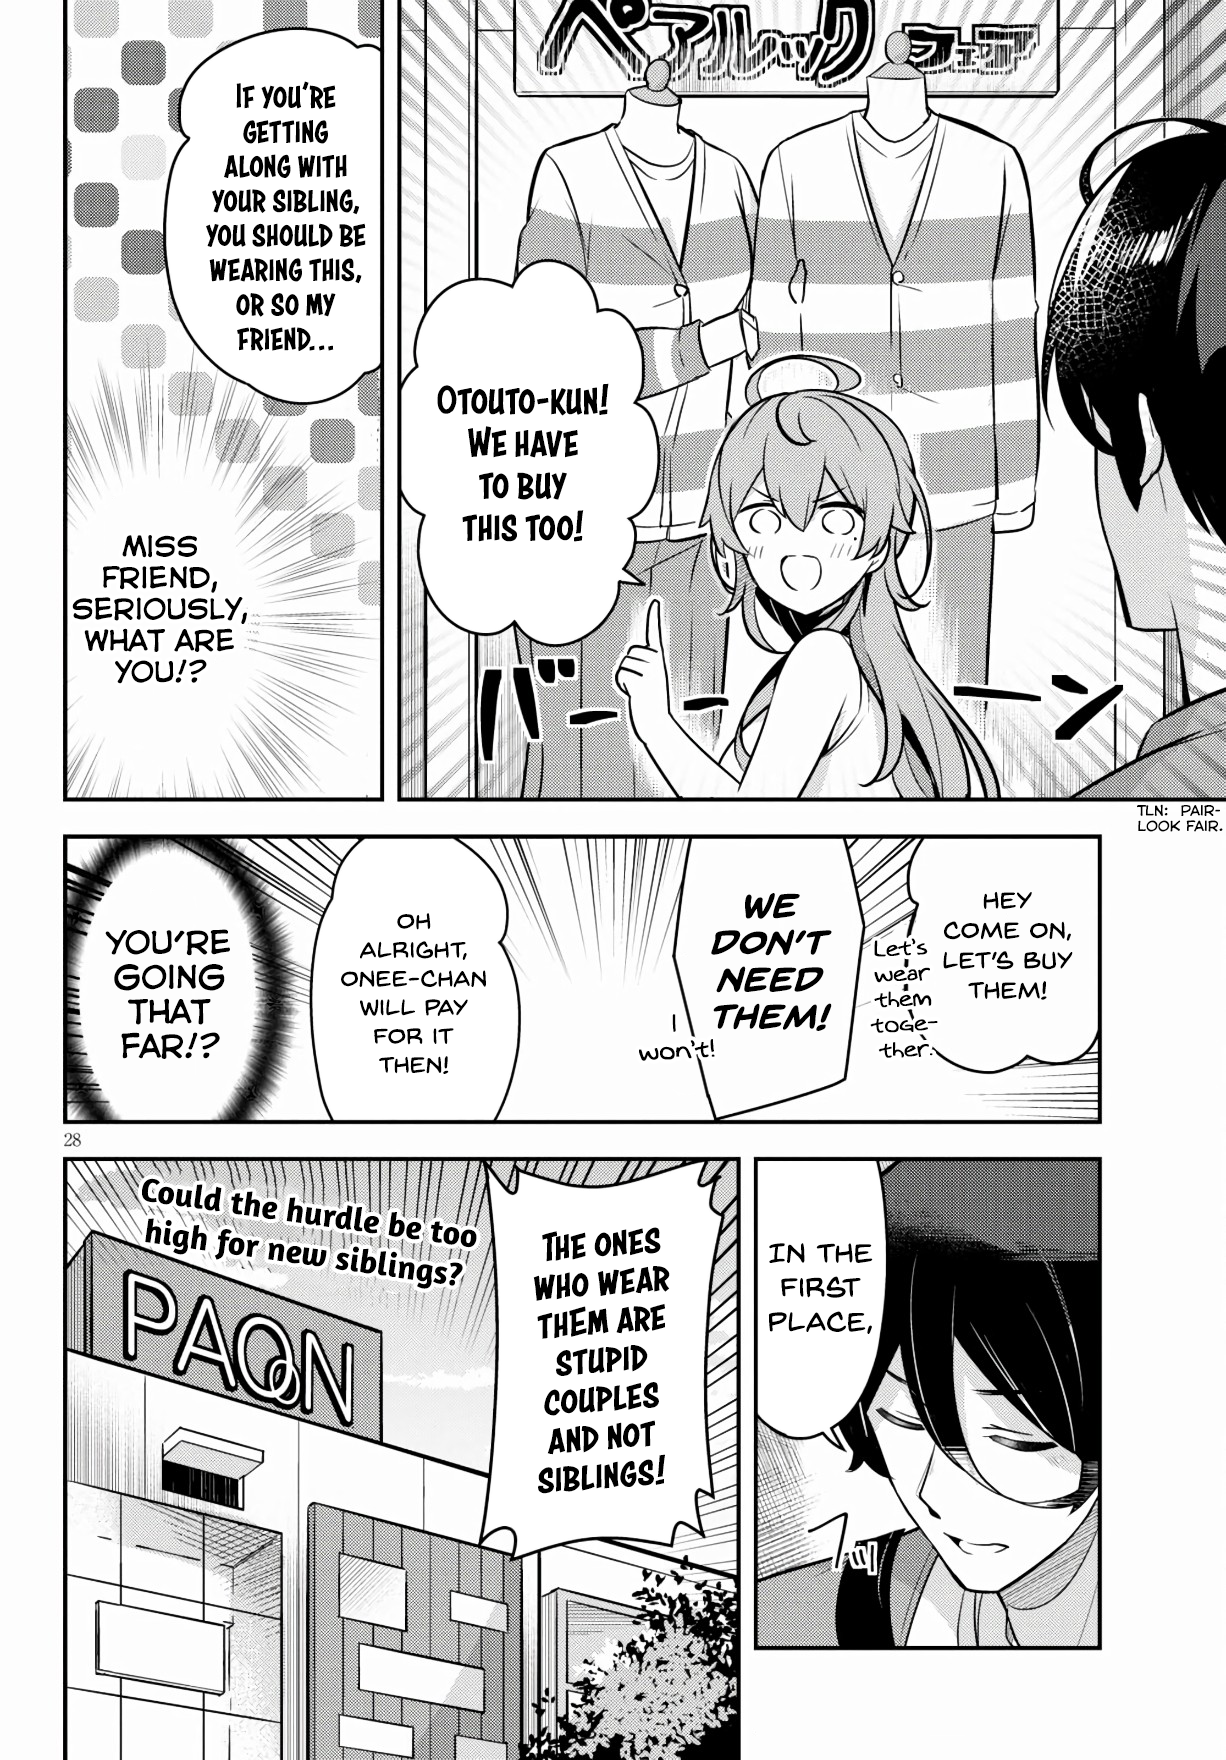 ペアルックフェア
OTOUTO-KUN!
WE HAVE
TO BUY
THIS TOO!
バーーーーン
TLN: PAIR-
LOOK FAIR.
IF YOU'RE
GETTING
ALONG WITH
YOUR SIBLING,
YOU SHOULD BE
WEARING THIS,
OR SO MY
FRIEND...
MISS
FRIEND,
SERIOUSLY,
WHAT ARE
YOU!?
HEY
COME ON,
LET'S BUY
THEM!
Let's
wear
them
toge-
ther.
WE
DON'T
NEED
THEM!
I
won't!
OH
ALRIGHT,
ONEE-CHAN
WILL PAY
FOR IT
THEN!
YOU'RE
GOING
THAT
FAR!?
28
IN THE
FIRST
PLACE,
THE ONES
WHO WEAR
THEM ARE
STUPID
COUPLES
AND NOT
SIBLINGS!
Could the hurdle be too
high for new siblings?
PAON